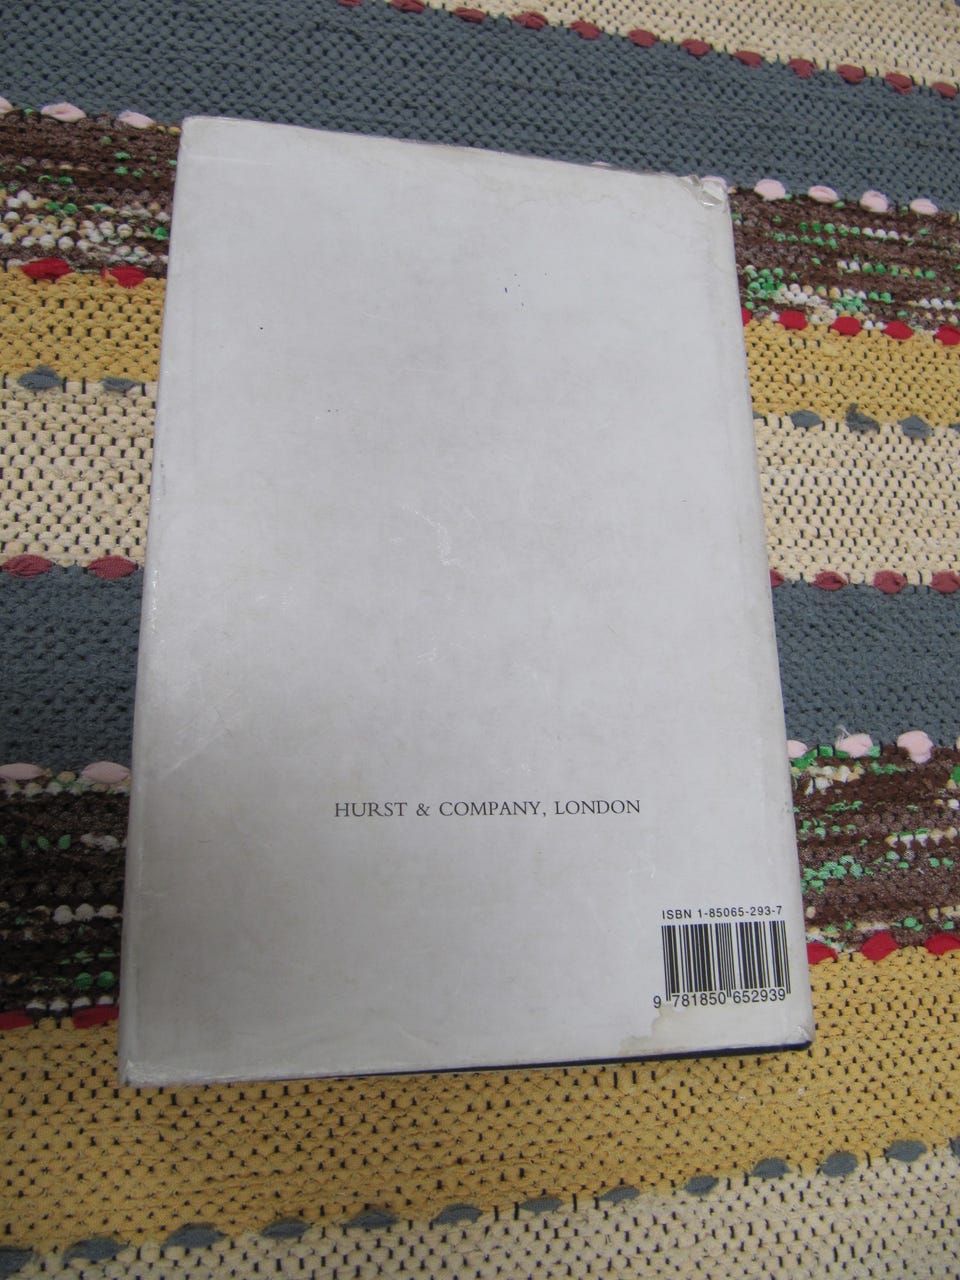 HURST & COMPANY, LONDON
ISBN 1-85065-293-7
9 781850 652939